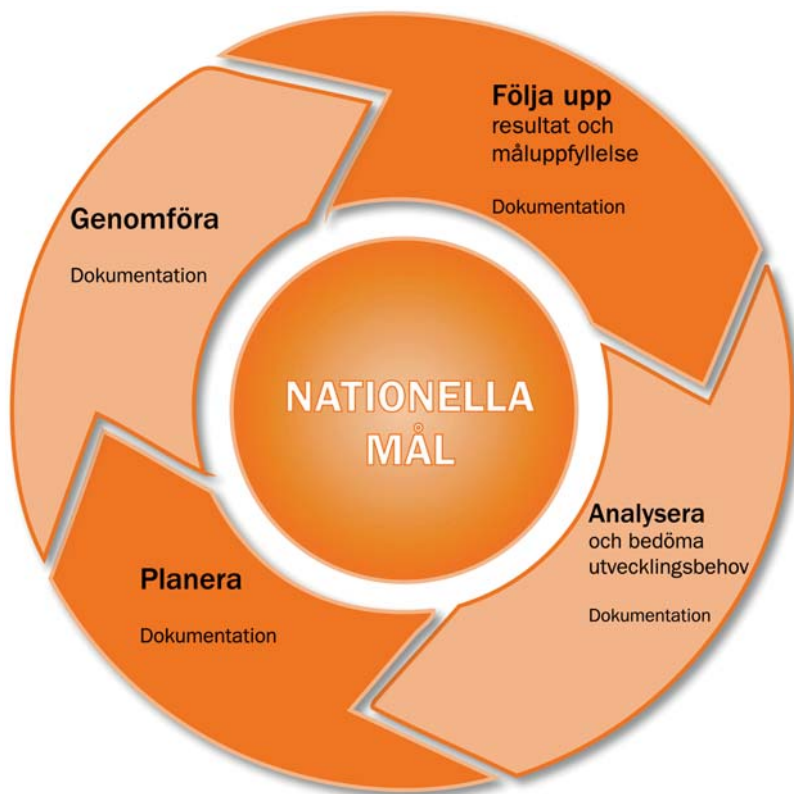 Följa upp
resultat och
måluppfyllelse
Dokumentation
Genomföra
Dokumentation
NATIONELLA
MÅL
Analysera
och bedöma
utvecklingsbehov
Dokumentation
Planera
Dokumentation